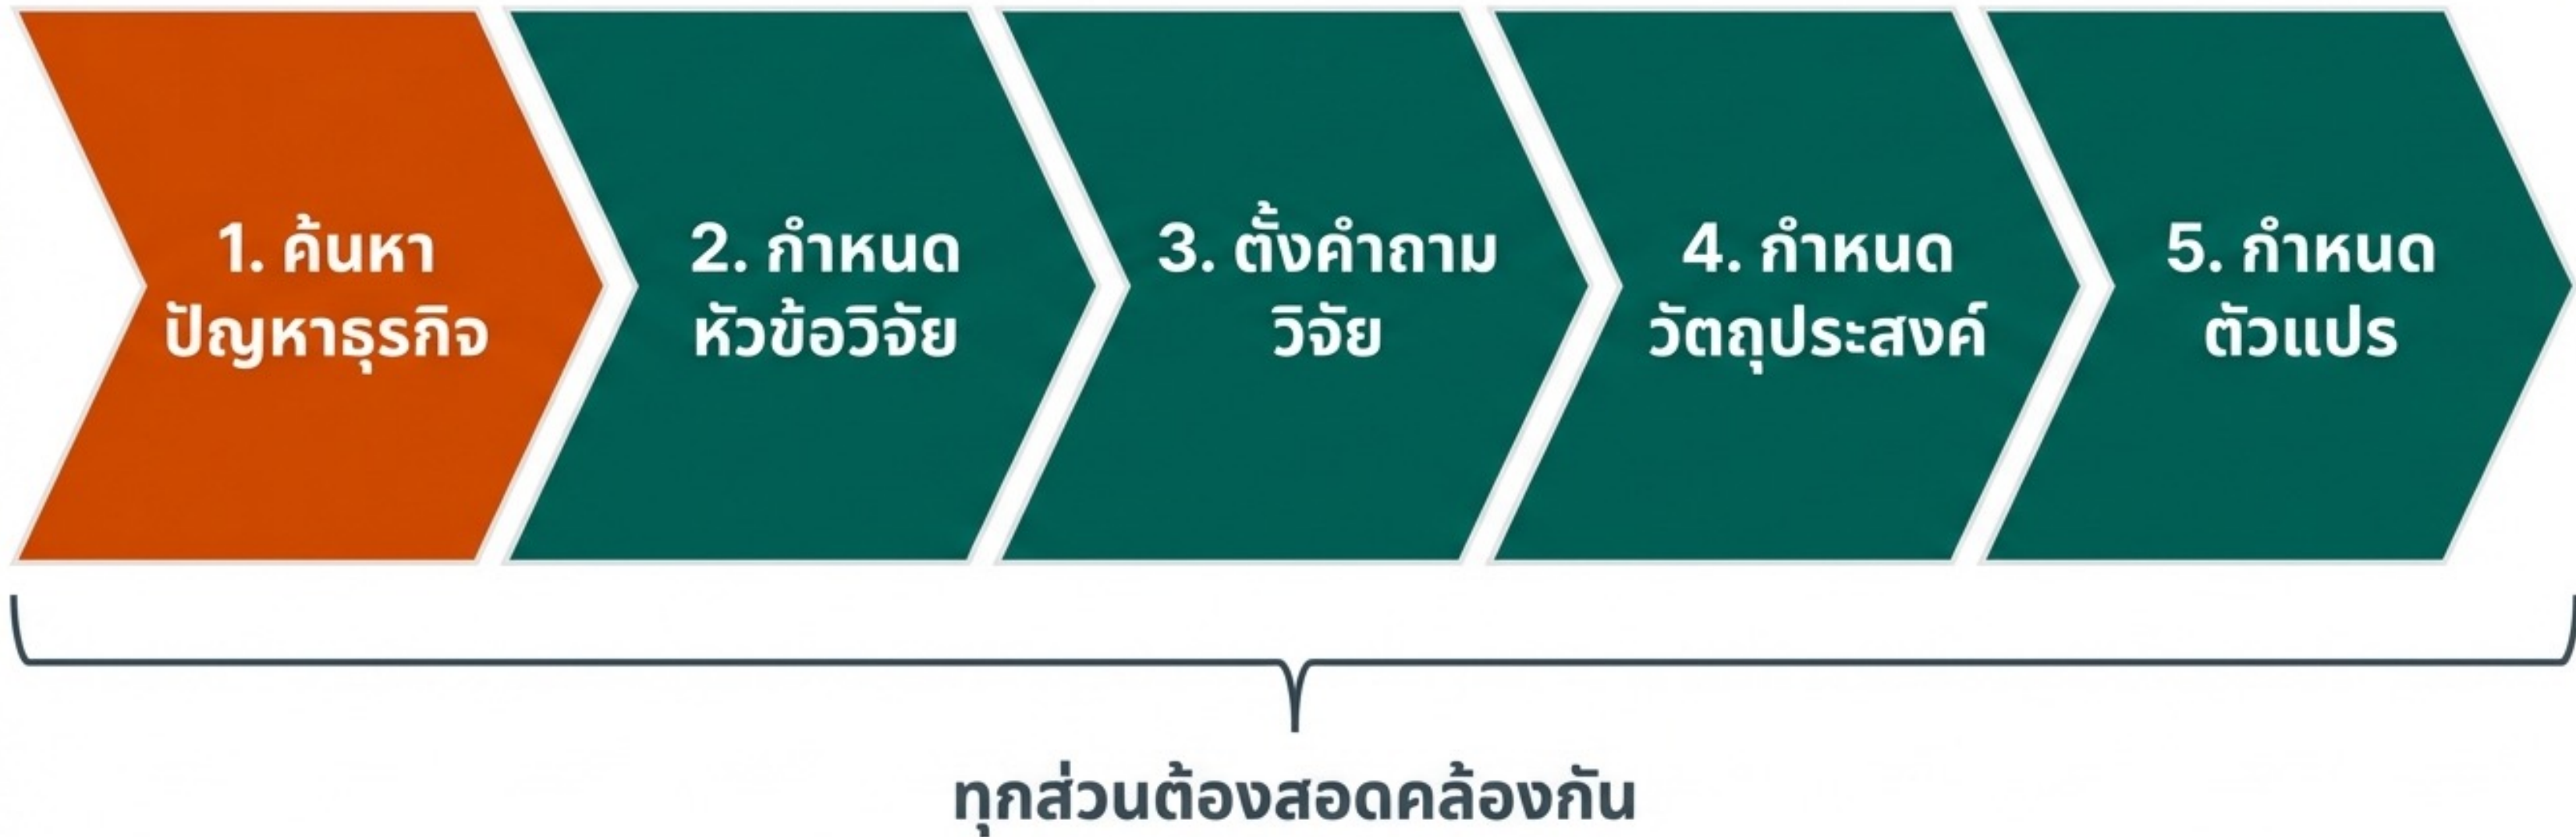 1. ค้นหา
ปัญหาธุรกิจ
2. กำหนด
หัวข้อวิจัย
3. ตั้งคำถาม
วิจัย
4. กำหนด
วัตถุประสงค์
5. กำหนด
ตัวแปร
ทุกส่วนต้องสอดคล้องกัน